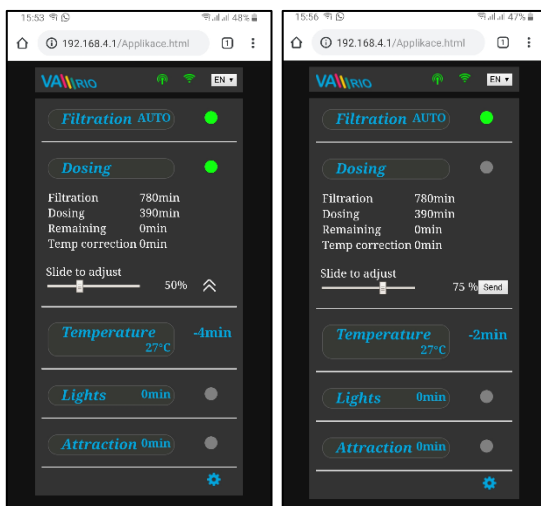 15:53 48%
192.168.4.1/Applikace.html 1
VA RIO EN
Filtration AUTO
Dosing
Filtration 780min
Dosing 390min
Remaining 0min
Temp correction 0min
Slide to adjust
50%
Temperature -4min
27°C
Lights 0min
Attraction 0min
15:56 47%
192.168.4.1/Applikace.html 1
VA RIO EN
Filtration AUTO
Dosing
Filtration 780min
Dosing 390min
Remaining 0min
Temp correction 0min
Slide to adjust
75 % Send
Temperature -2min
27°C
Lights 0min
Attraction 0min